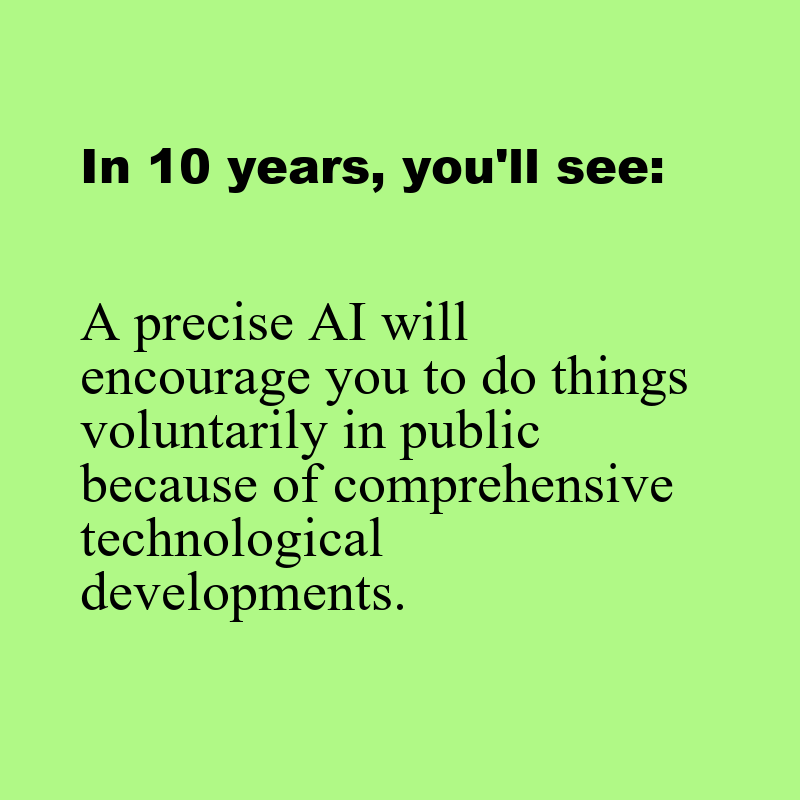 In 10 years, you'll see:
A precise AI will
encourage you to do things
voluntarily in public
because of comprehensive
technological
developments.